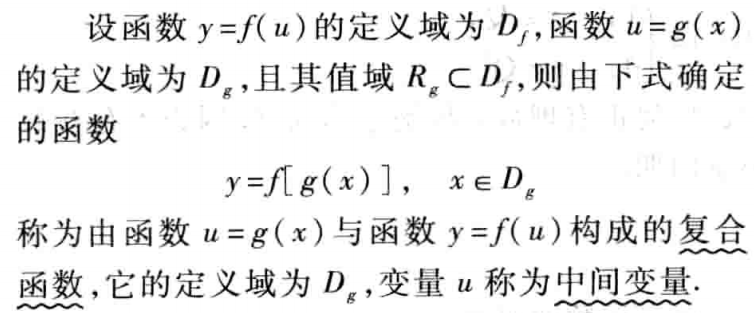 设函数 y=f(u)的定义域为 D_f,函数 u=g(x)
的定义域为 D_g,且其值域 R_g⊂D_f,则由下式确定
的函数
y=f[g(x)], x∈D_g
称为由函数 u=g(x)与函数 y=f(u)构成的复合
函数,它的定义域为 D_g,变量 u 称为中间变量.